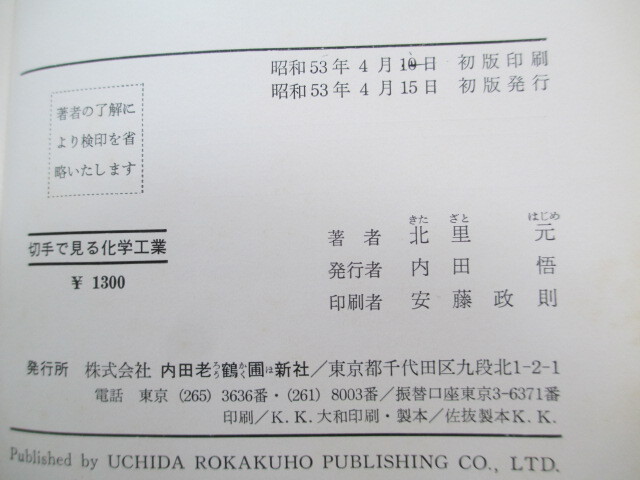 昭和53年4月10日 初版印刷
昭和53年4月15日 初版発行
著者の了解に
より検印を省
略いたします
切手で見る化学工業
¥ 1300
きた ざと はじめ
著者 北里 元
発行者 内田 悟
印刷者 安藤政則
発行所 株式会社 内田老ろう鶴かく圃ほ新社/東京都千代田区九段北1-2-1
電話 東京 (265) 3636番・(261) 8003番/振替口座東京3-6371番
印刷/K.K.大和印刷・製本/佐抜製本K.K.
Published by UCHIDA ROKAKUHO PUBLISHING CO., LTD.